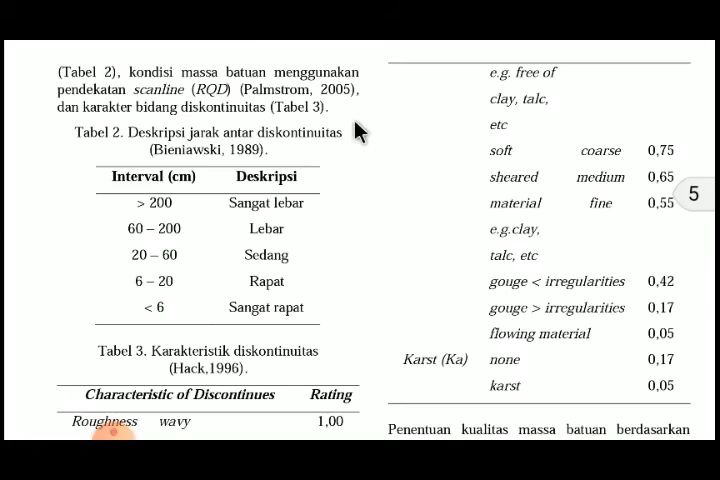 (Tabel 2), kondisi massa batuan menggunakan
pendekatan scanline (RQD) (Palmstrom, 2005),
dan karakter bidang diskontinuitas (Tabel 3).
Tabel 2. Deskripsi jarak antar diskontinuitas
(Bieniawski, 1989).
Interval (cm) Deskripsi
> 200 Sangat lebar
60 – 200 Lebar
20 – 60 Sedang
6 – 20 Rapat
< 6 Sangat rapat
Tabel 3. Karakteristik diskontinuitas
(Hack,1996).
Characteristic of Discontinues Rating
Roughness wavy 1,00
e.g. free of
clay, talc,
etc
soft coarse 0,75
sheared medium 0,65
material fine 0,55
e.g.clay,
talc, etc
gouge < irregularities 0,42
gouge > irregularities 0,17
flowing material 0,05
Karst (Ka) none 0,17
karst 0,05
Penentuan kualitas massa batuan berdasarkan
5